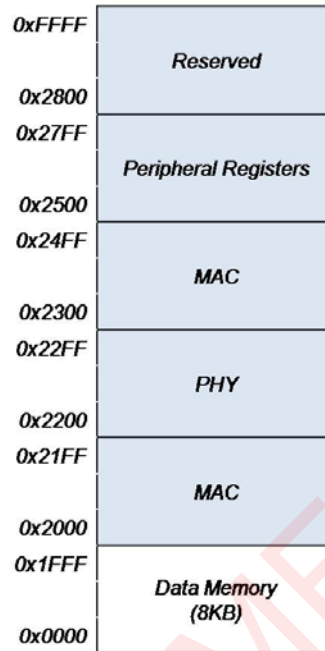 0xFFFF
Reserved
0x2800
0x27FF
Peripheral Registers
0x2500
0x24FF
MAC
0x2300
0x22FF
PHY
0x2200
0x21FF
MAC
0x2000
0x1FFF
Data Memory
(8KB)
0x0000